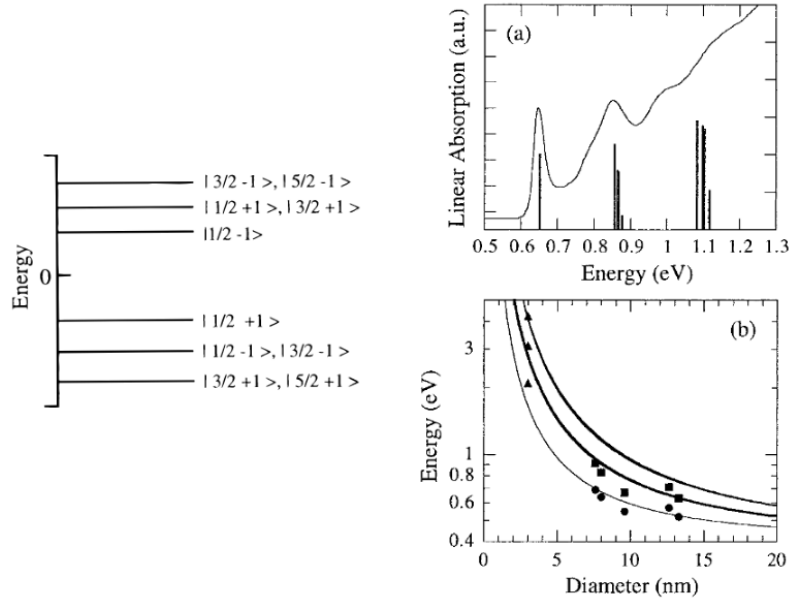 Energy
0
| 3/2 -1 >, | 5/2 -1 >
| 1/2 +1 >, | 3/2 +1 >
|1/2 -1>
| 1/2 +1 >
| 1/2 -1 >, | 3/2 -1 >
| 3/2 +1 >, | 5/2 +1 >
(a)
Linear Absorption (a.u.)
0.5 0.6 0.7 0.8 0.9 1 1.1 1.2 1.3
Energy (eV)
(b)
Energy (eV)
3
1
0.8
0.6
0.4
0 5 10 15 20
Diameter (nm)